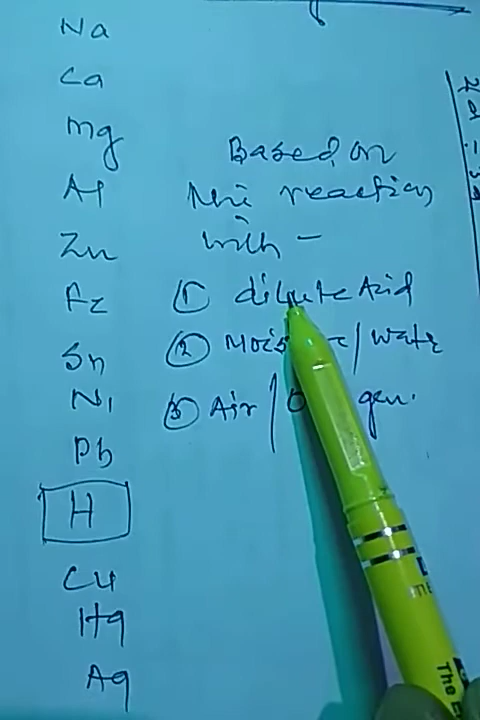 Na
Ca
Mg
Al
Zn
Fe
Sn
Ni
Pb
H
Cu
Hg
Ag
Based on
the reaction
with -
① dilute Acid
② Mois / Water
③ Air / O gen.
The